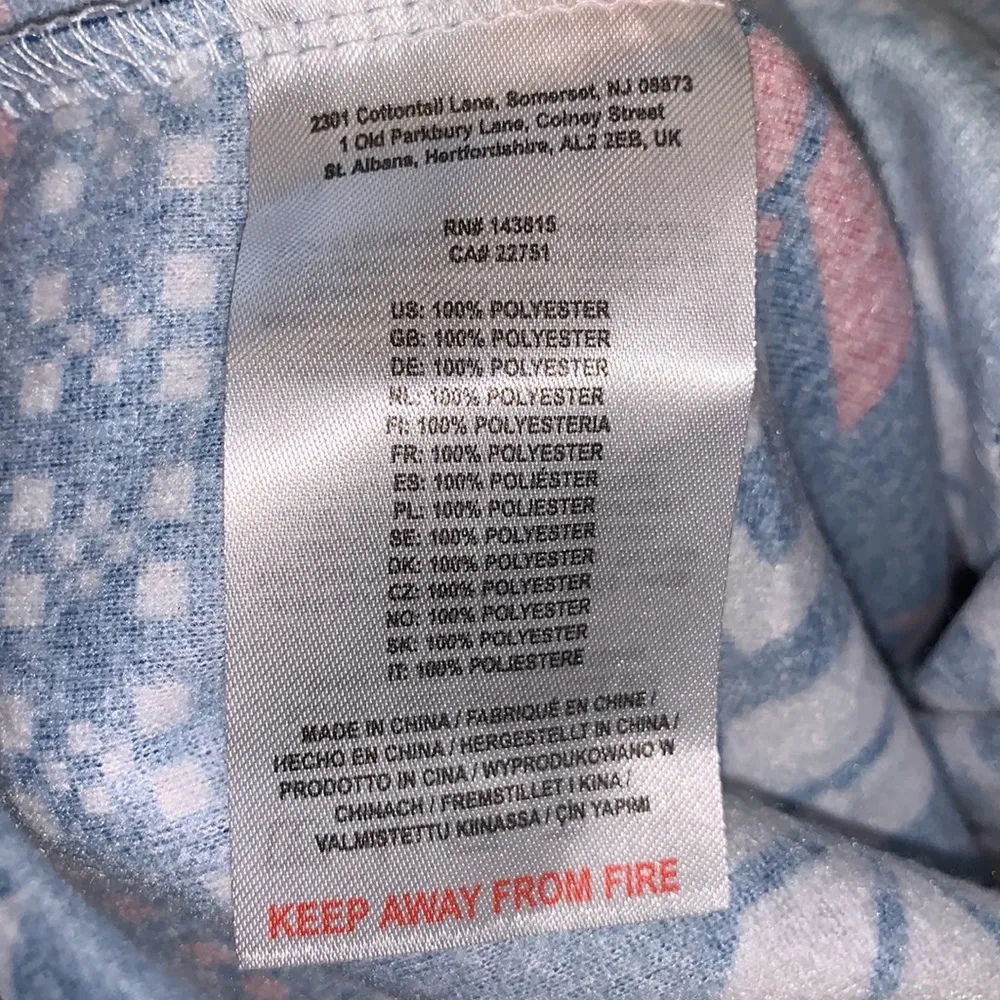 2301 Cottontail Lane, Somerset, NJ 08873
1 Old Parkbury Lane, Colney Street
St. Albans, Hertfordshire, AL2 2EB, UK
RN# 143815
CA# 22751
US: 100% POLYESTER
GB: 100% POLYESTER
DE: 100% POLYESTER
NL: 100% POLYESTER
FI: 100% POLYESTERIA
FR: 100% POLYESTER
ES: 100% POLIÉSTER
PL: 100% POLIESTER
SE: 100% POLYESTER
DK: 100% POLYESTER
CZ: 100% POLYESTER
NO: 100% POLYESTER
SK: 100% POLYESTER
IT: 100% POLIESTERE
MADE IN CHINA / FABRIQUÉ EN CHINE /
HECHO EN CHINA / HERGESTELLT IN CHINA /
PRODOTTO IN CINA / WYPRODUKOWANO W
CHINACH / FREMSTILLET I KINA /
VALMISTETTU KIINASSA / ÇIN YAPIMI
KEEP AWAY FROM FIRE